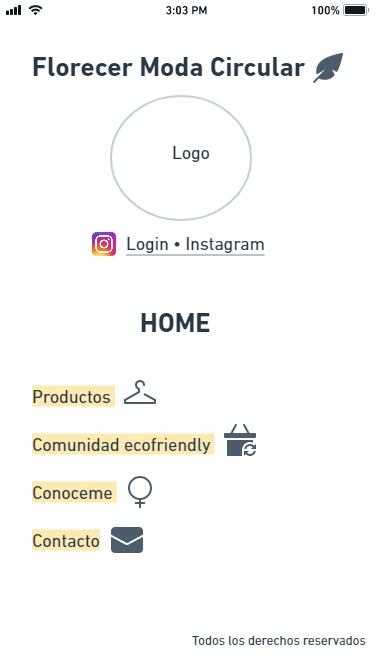 3:03 PM
100%
Florecer Moda Circular
Logo
Login • Instagram
HOME
Productos
Comunidad ecofriendly
Conoceme
Contacto
Todos los derechos reservados